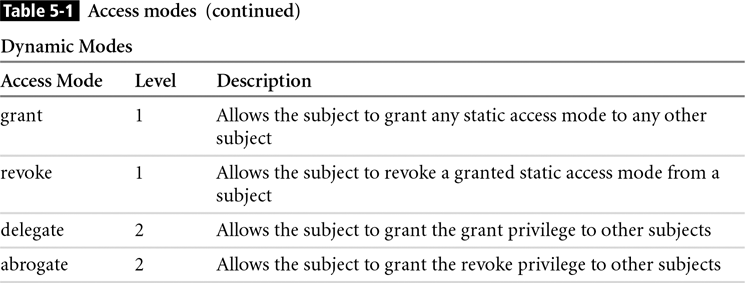 Table 5-1 Access modes (continued)
Dynamic Modes
Access Mode Level Description
grant 1 Allows the subject to grant any static access mode to any other
subject
revoke 1 Allows the subject to revoke a granted static access mode from a
subject
delegate 2 Allows the subject to grant the grant privilege to other subjects
abrogate 2 Allows the subject to grant the revoke privilege to other subjects